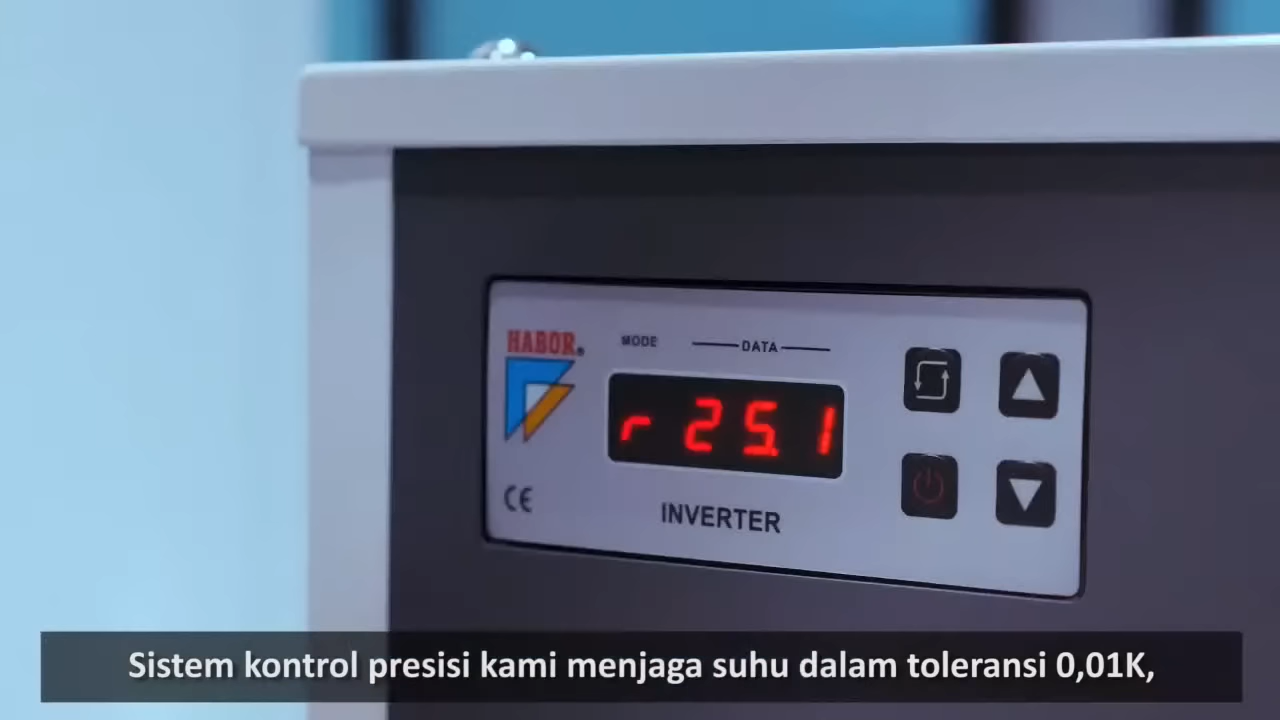 HABOR®
MODE
DATA
r 25.1
CE
INVERTER
Sistem kontrol presisi kami menjaga suhu dalam toleransi 0,01K,